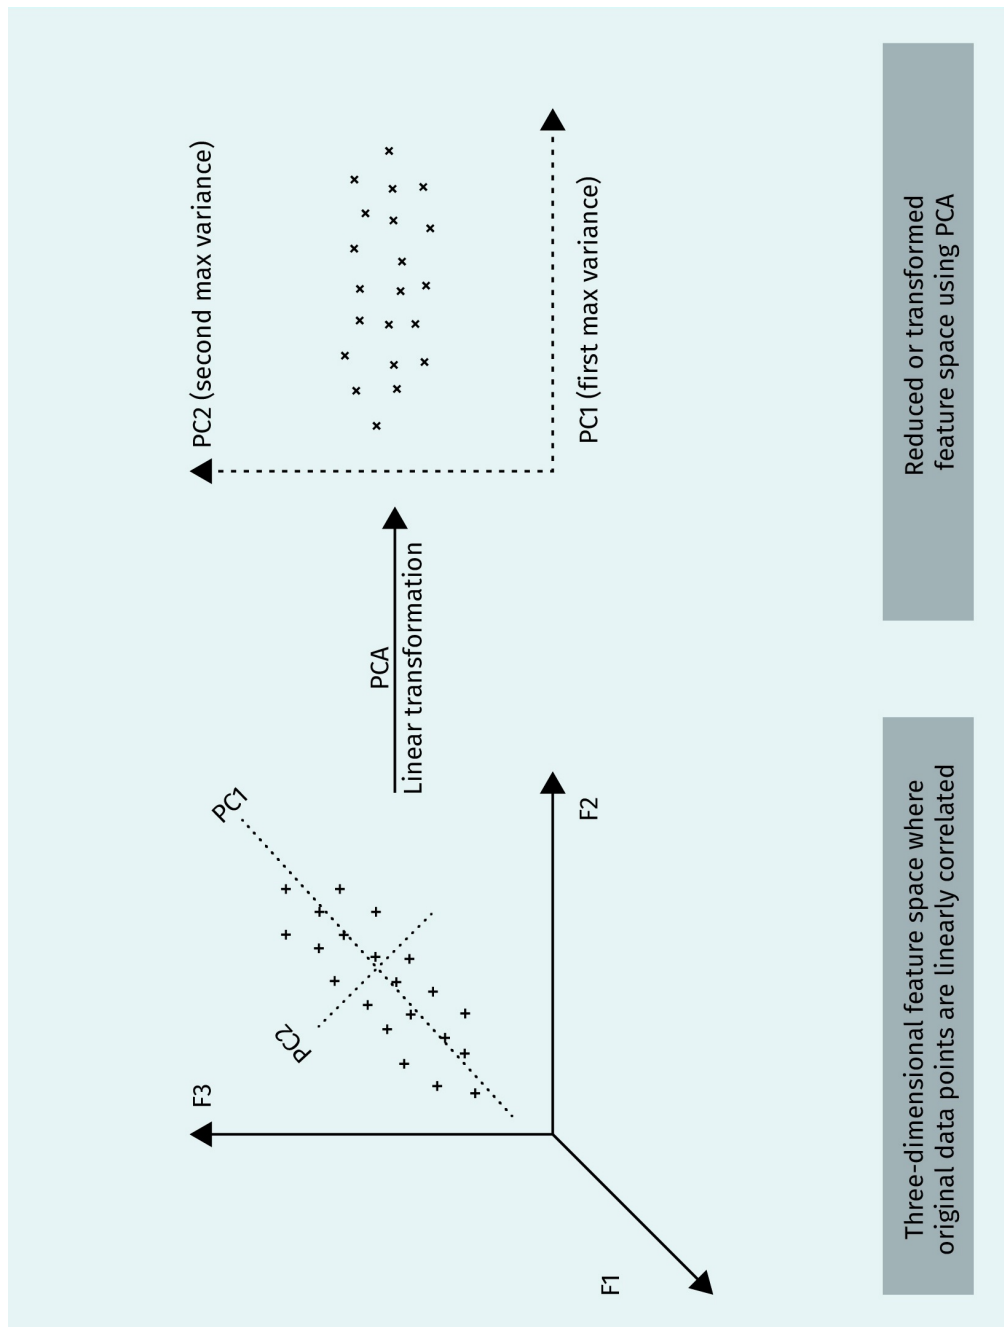 F3
PC1
PC2
F2
F1
PCA
Linear transformation
PC2 (second max variance)
PC1 (first max variance)
Three-dimensional feature space where
original data points are linearly correlated
Reduced or transformed
feature space using PCA